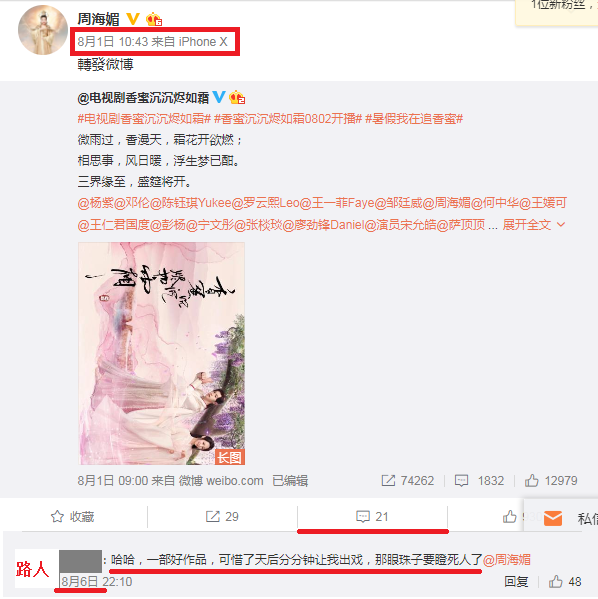 1位新粉丝，
周海媚
8月1日 10:43 来自 iPhone X
轉發微博
@电视剧香蜜沉沉烬如霜
#电视剧香蜜沉沉烬如霜# #香蜜沉沉烬如霜0802开播# #暑假我在追香蜜#
微雨过，香漫天，霜花开欲燃；
相思事，风日暖，浮生梦已酣。
三界缘至，盛筵将开。
@杨紫@邓伦@陈钰琪Yukee@罗云熙Leo@王一菲Faye@邹廷威@周海媚@何中华@王媛可
@王仁君国度@彭杨@宁文彤@张棪琰@廖劲锋Daniel@演员宋允皓@萨顶顶 ... 展开全文
香蜜沉沉烬如霜
长图
8月1日 09:00 来自 微博 weibo.com 已编辑
74262 1832 12979
收藏 29 21
私信
路人
：哈哈，一部好作品，可惜了天后分分钟让我出戏，那眼珠子要瞪死人了@周海媚
8月6日 22:10
回复 48